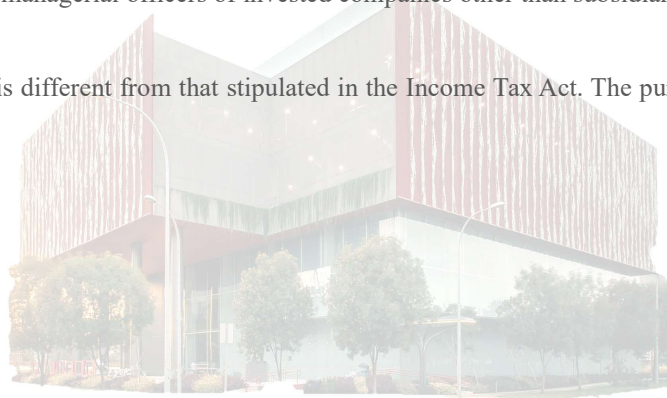 managerial officers of invested companies other than subsidiar
is different from that stipulated in the Income Tax Act. The pu